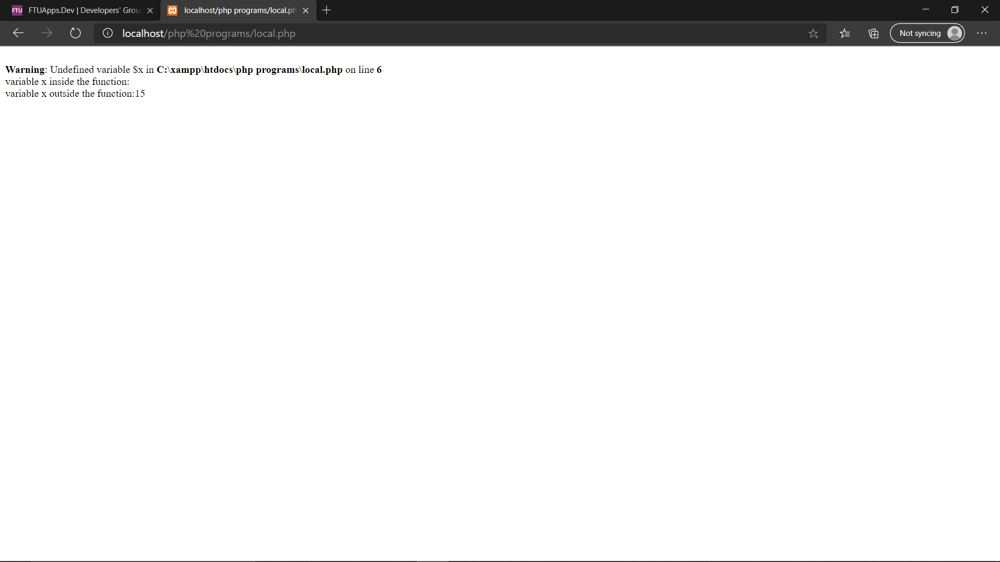 FTU FTUApps.Dev | Developers' Grou
localhost/php programs/local.ph
localhost/php%20programs/local.php
Not syncing
Warning: Undefined variable $x in C:\xampp\htdocs\php programs\local.php on line 6
variable x inside the function:
variable x outside the function:15